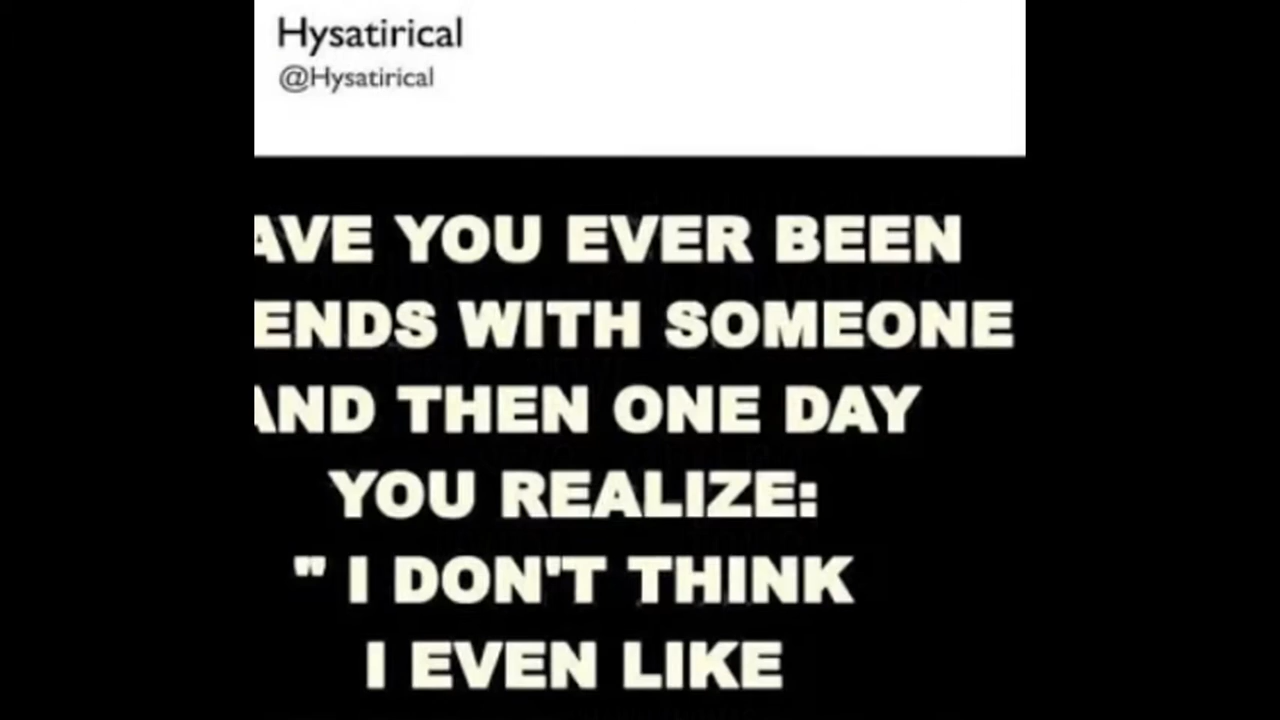 Hysatirical
@Hysatirical
AVE YOU EVER BEEN
ENDS WITH SOMEONE
AND THEN ONE DAY
YOU REALIZE:
" I DON'T THINK
I EVEN LIKE